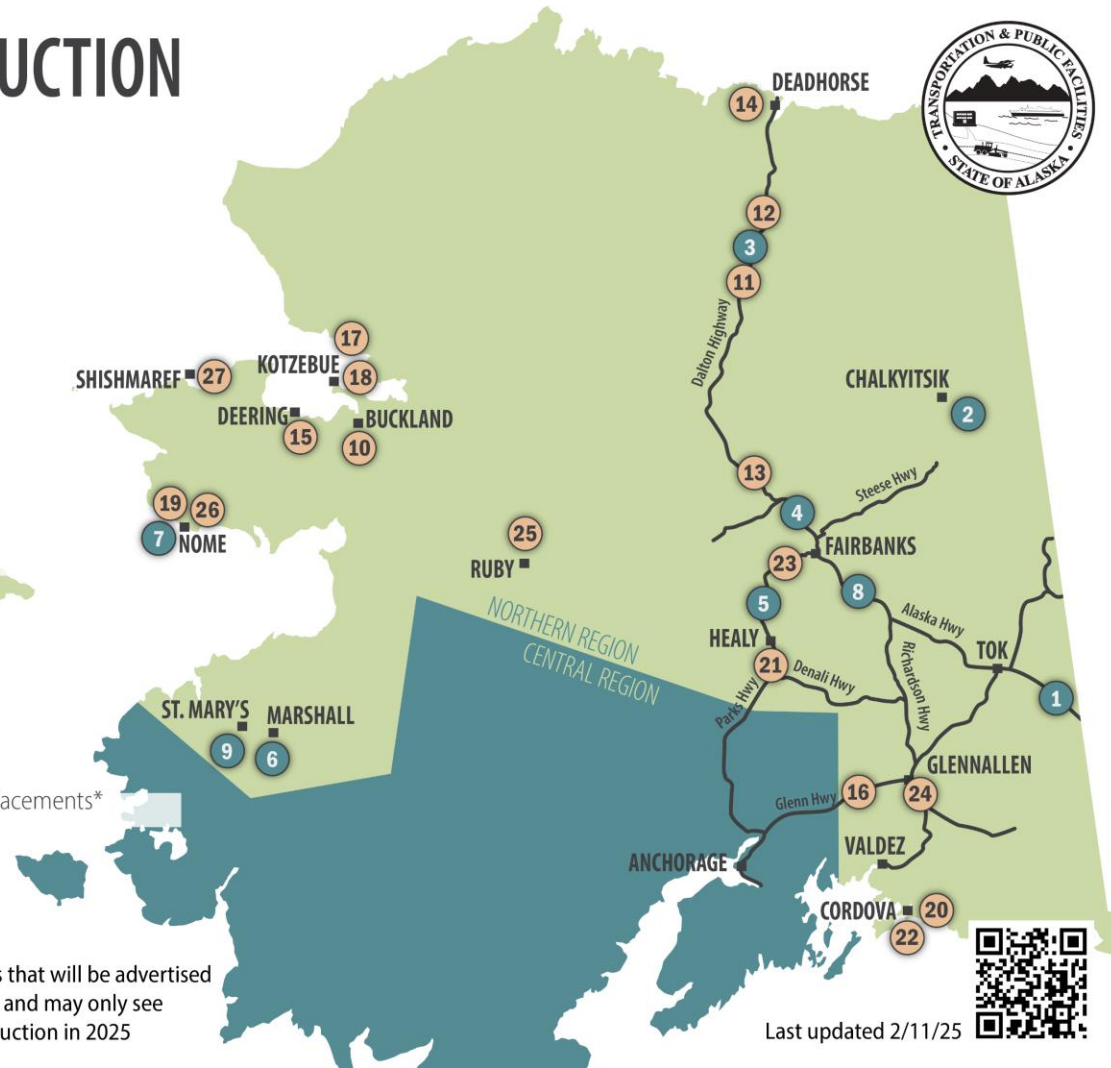 UCTION
TRANSPORTATION & PUBLIC FACILITIES
• STATE OF ALASKA •
14
DEADHORSE
12
3
11
Dalton Highway
17
KOTZEBUE
18
SHISHMAREF
27
DEERING
15
BUCKLAND
10
CHALKYITSIK
2
13
Steese Hwy
4
19
26
7
NOME
25
RUBY
FAIRBANKS
23
5
8
Alaska Hwy
NORTHERN REGION
CENTRAL REGION
HEALY
21
Denali Hwy
Parks Hwy
Richardson Hwy
TOK
1
ST. MARY'S
MARSHALL
9
6
GLENNALLEN
16
24
Glenn Hwy
acements*
VALDEZ
ANCHORAGE
CORDOVA
20
22
s that will be advertised
and may only see
uction in 2025
Last updated 2/11/25